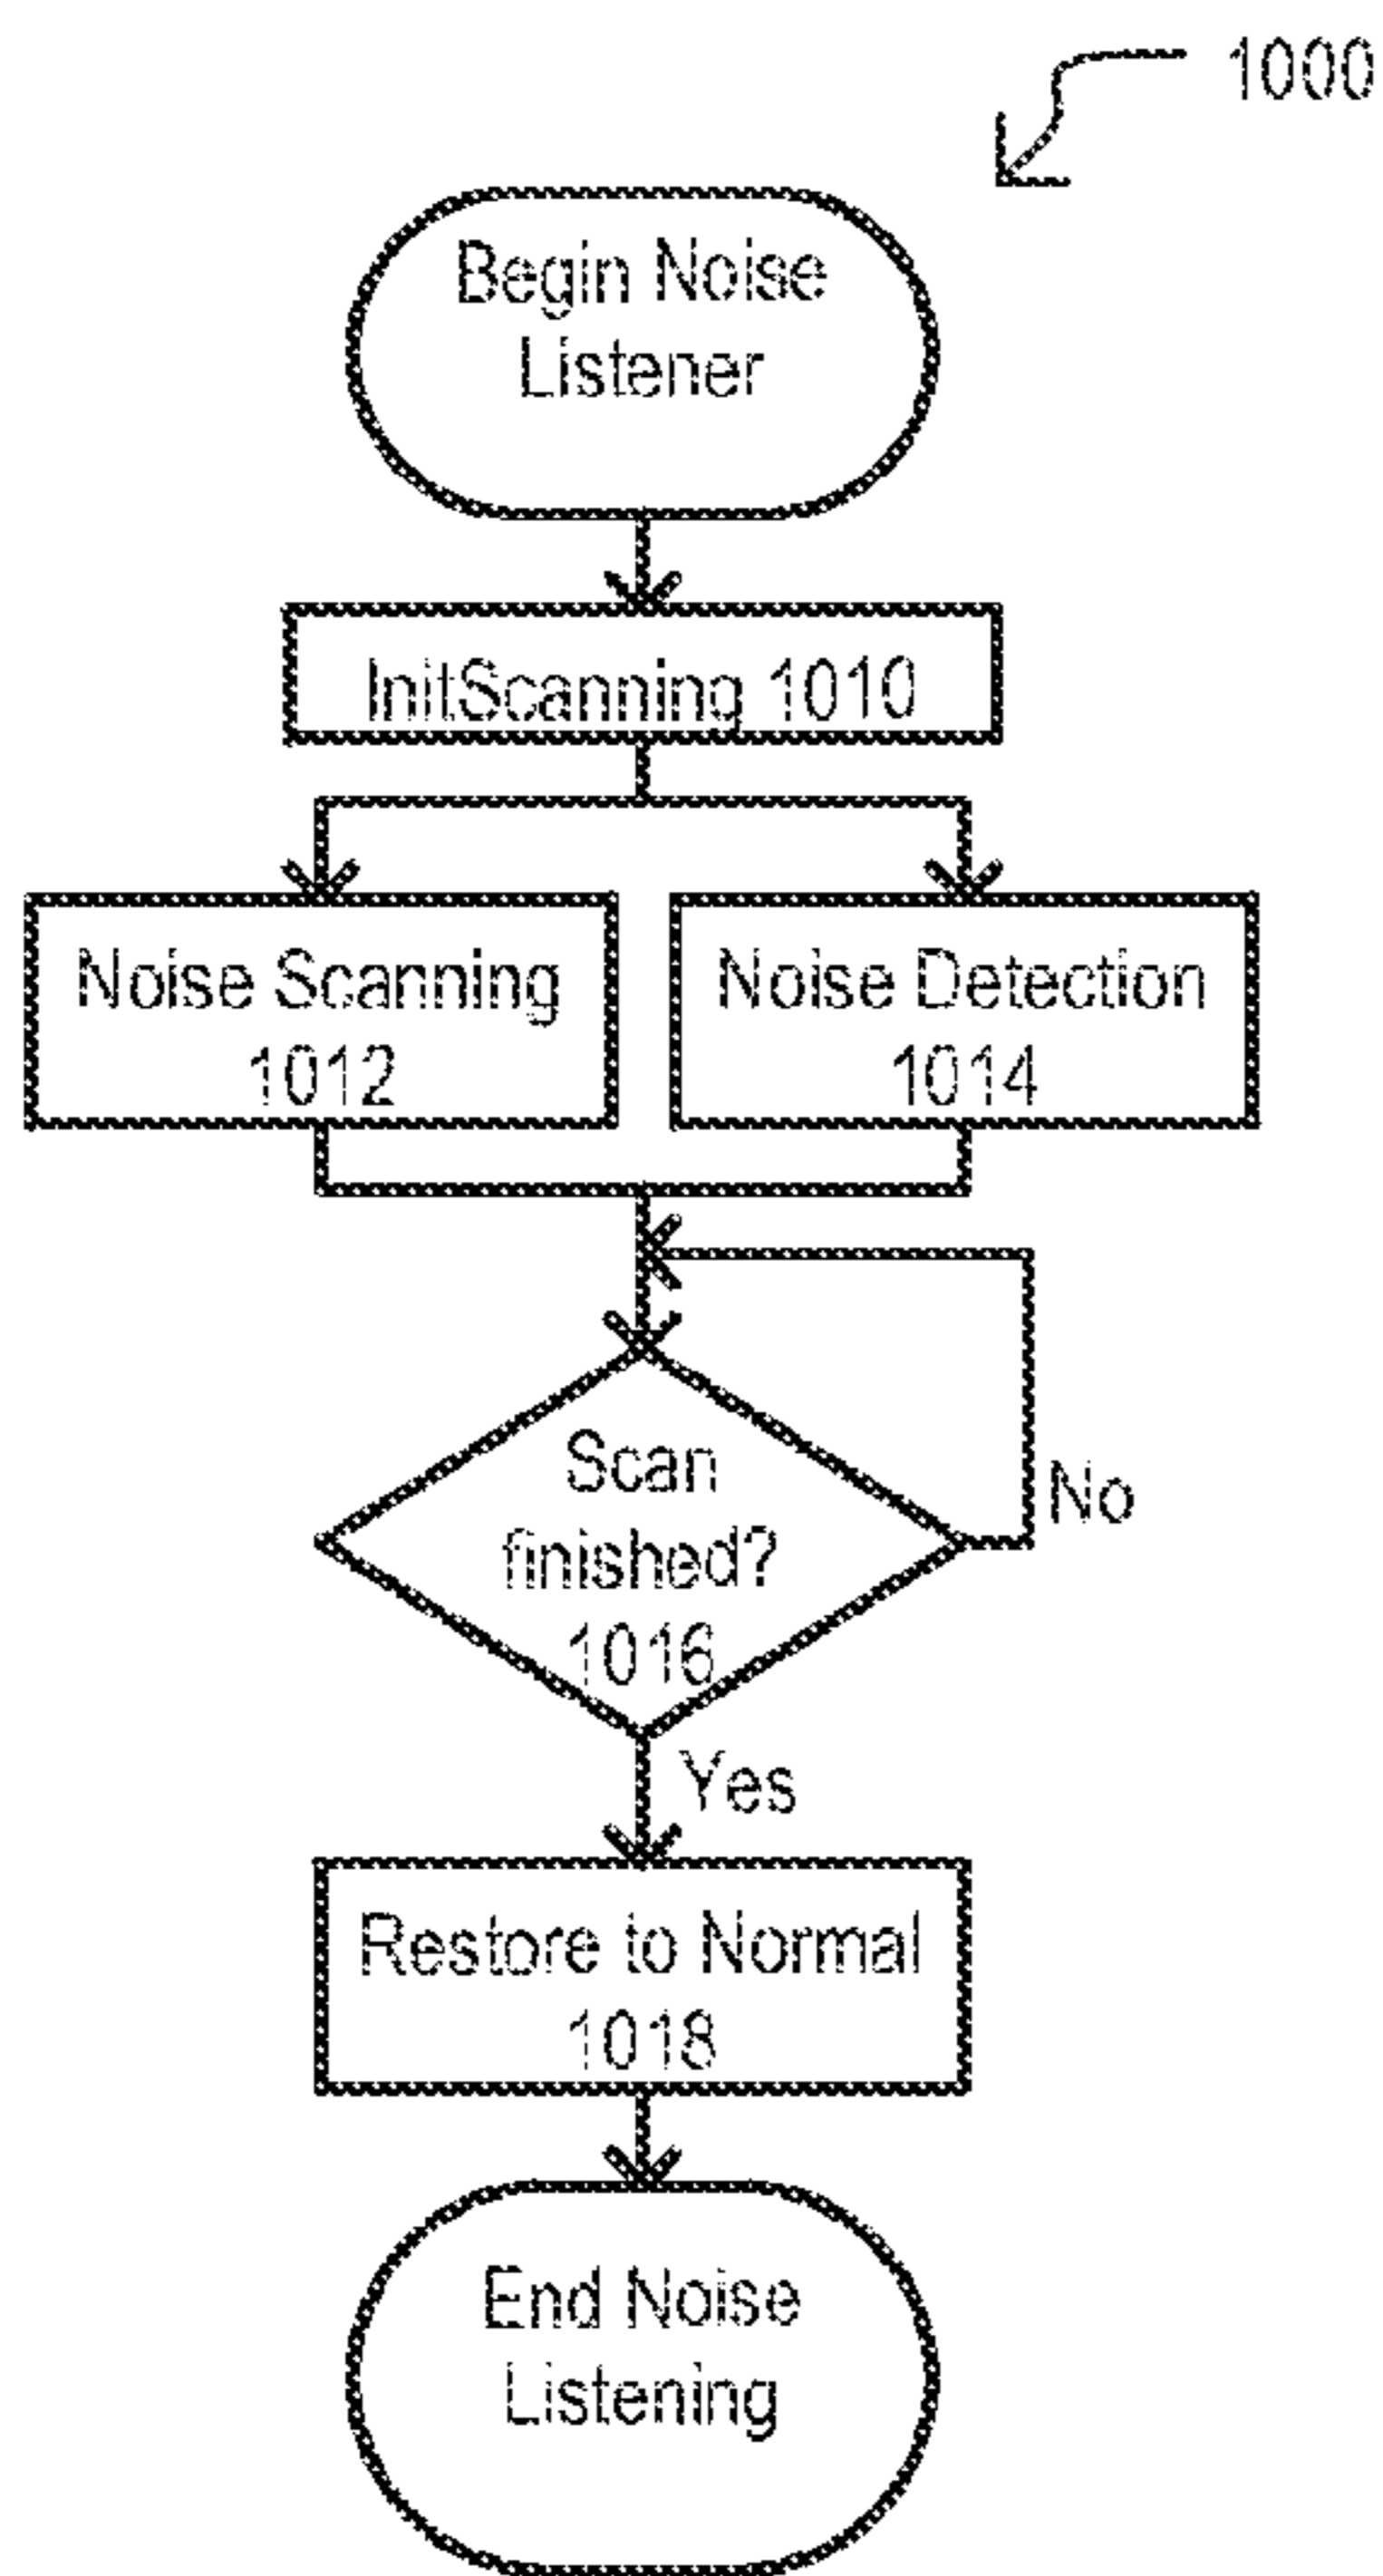 1000
Begin Noise
Listener
InitScanning 1010
Noise Scanning
1012
Noise Detection
1014
Scan
finished?
1016
No
Yes
Restore to Normal
1018
End Noise
Listening